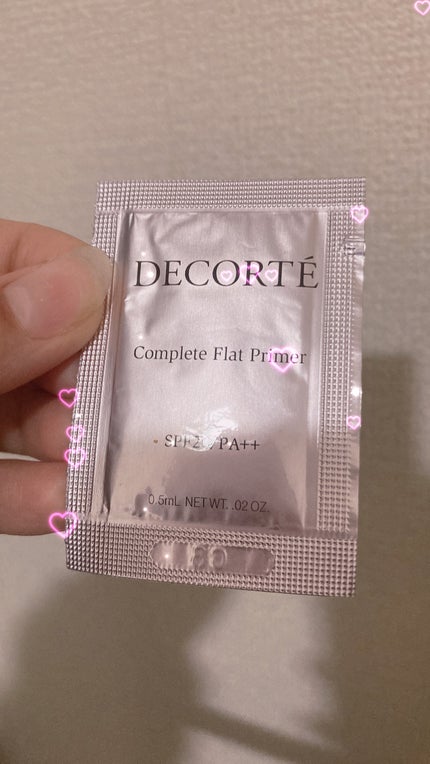 DECORTÉ
Complete Flat Primer
PA++
0.5mL NET WT. .02 OZ.